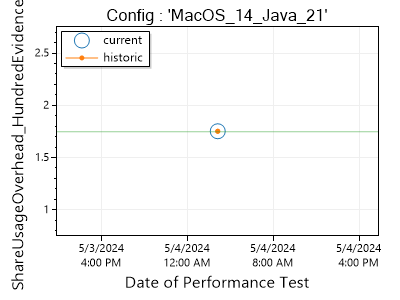 Config : 'MacOS_14_Java_21'
ShareUsageOverhead_HundredEvidence
current
historic
2.5
2
1.5
1
5/3/2024 5/4/2024 5/4/2024 5/4/2024
4:00 PM 12:00 AM 8:00 AM 4:00 PM
Date of Performance Test